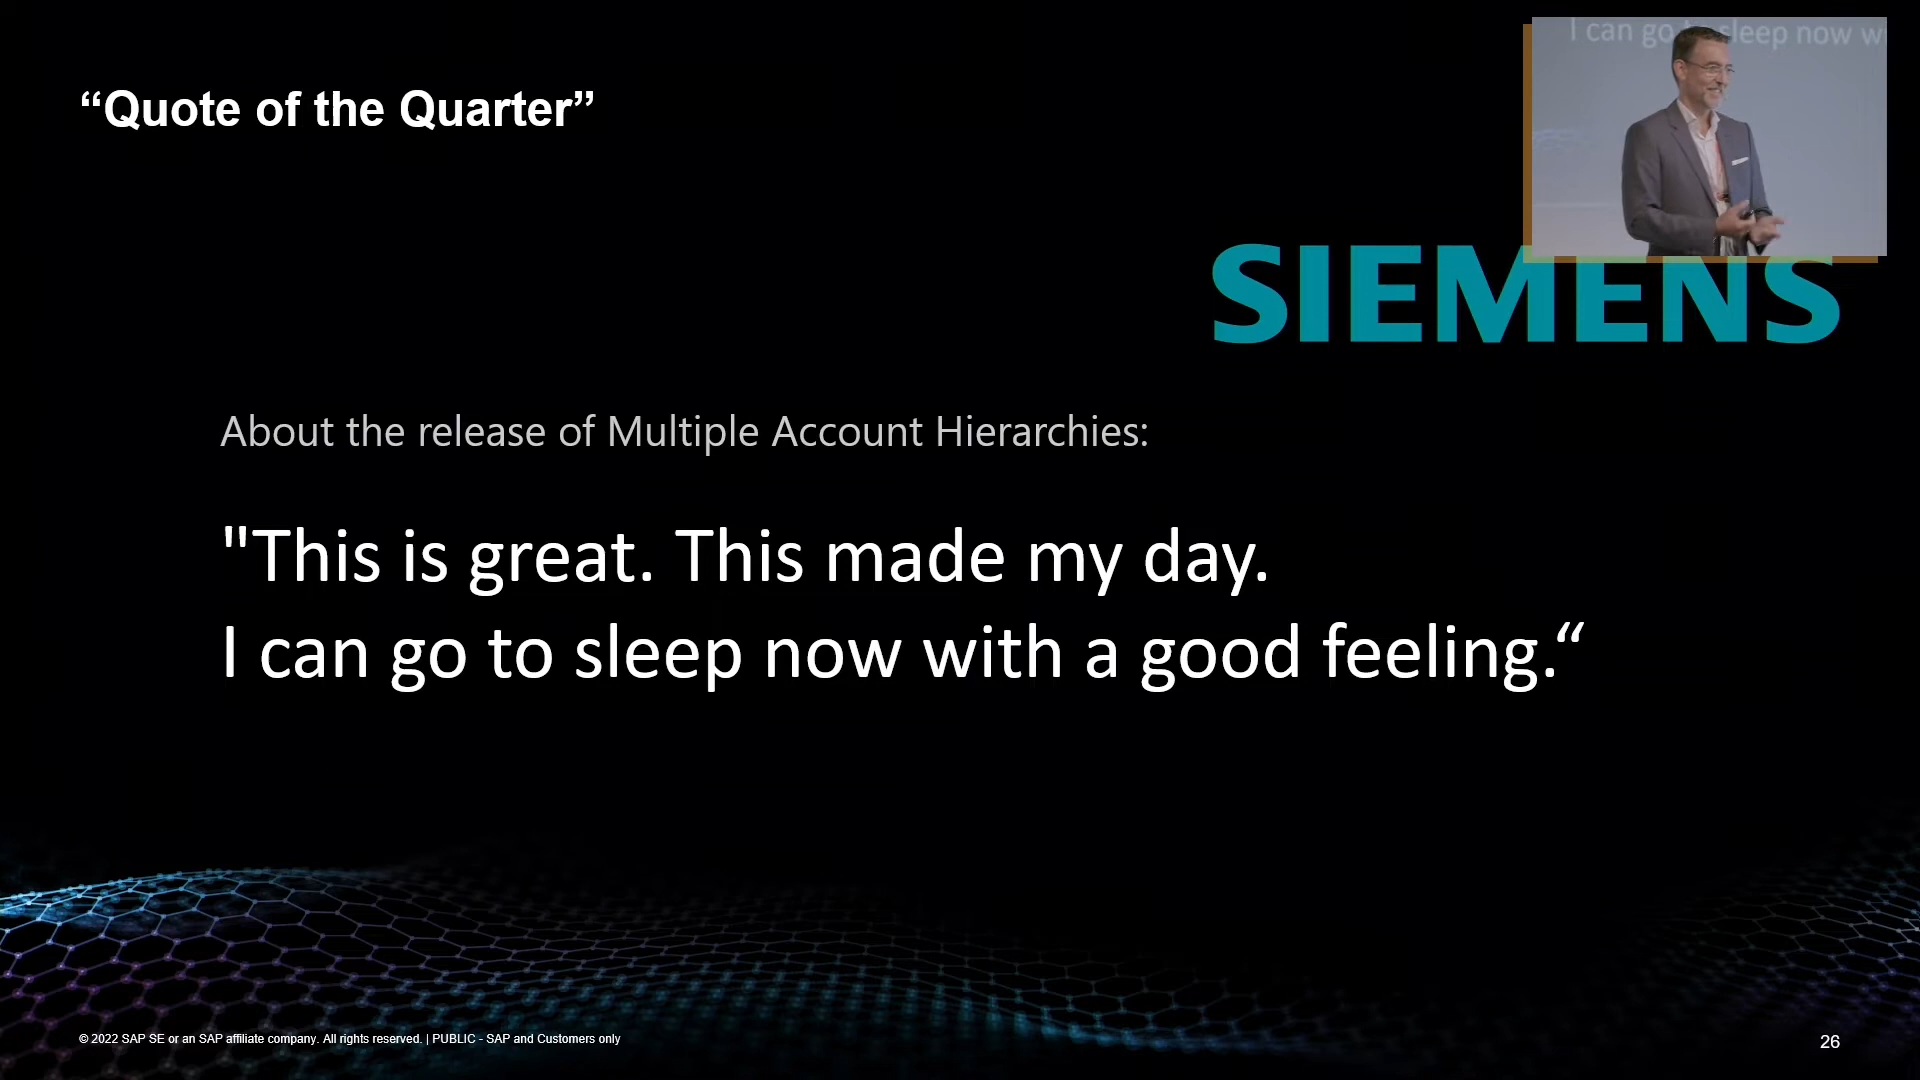 “Quote of the Quarter”
I can go to sleep now w
SIEMENS
About the release of Multiple Account Hierarchies:
"This is great. This made my day.
I can go to sleep now with a good feeling.“
© 2022 SAP SE or an SAP affiliate company. All rights reserved. | PUBLIC - SAP and Customers only
26